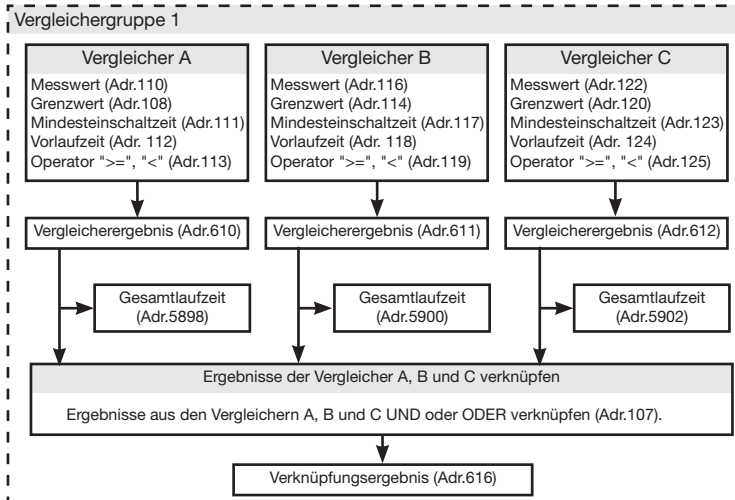 Vergleichergruppe 1
Vergleicher A
Messwert (Adr.110)
Grenzwert (Adr.108)
Mindesteinschaltzeit (Adr.111)
Vorlaufzeit (Adr. 112)
Operator ">=", "<" (Adr.113)
Vergleicher B
Messwert (Adr.116)
Grenzwert (Adr.114)
Mindesteinschaltzeit (Adr.117)
Vorlaufzeit (Adr. 118)
Operator ">=", "<" (Adr.119)
Vergleicher C
Messwert (Adr.122)
Grenzwert (Adr.120)
Mindesteinschaltzeit (Adr.123)
Vorlaufzeit (Adr. 124)
Operator ">=", "<" (Adr.125)
Vergleicherergebnis (Adr.610)
Vergleicherergebnis (Adr.611)
Vergleicherergebnis (Adr.612)
Gesamtlaufzeit
(Adr.5898)
Gesamtlaufzeit
(Adr.5900)
Gesamtlaufzeit
(Adr.5902)
Ergebnisse der Vergleicher A, B und C verknüpfen
Ergebnisse aus den Vergleichern A, B und C UND oder ODER verknüpfen (Adr.107).
Verknüpfungsergebnis (Adr.616)